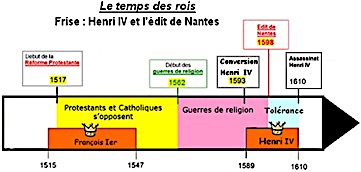 Le temps des rois
Frise : Henri IV et l'édit de Nantes
Début de la
Réforme Protestante
1517
Début des
guerres de religion
1562
Conversion
Henri IV
1593
Edit de
Nantes
1598
Assassinat
Henri IV
1610
Protestants et Catholiques
s'opposent
Guerres de religion
Tolérance
François Ier
Henri IV
1515
1547
1589
1610